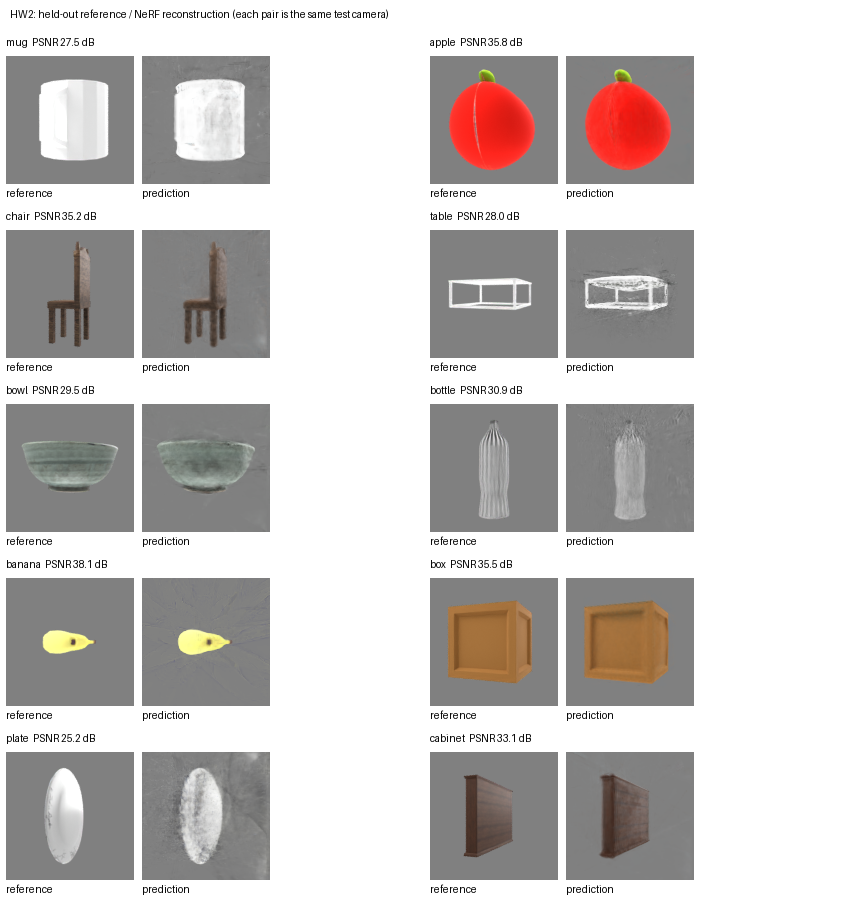 HW2: held-out reference / NeRF reconstruction (each pair is the same test camera)
mug PSNR 27.5 dB
apple PSNR 35.8 dB
reference
prediction
reference
prediction
chair PSNR 35.2 dB
table PSNR 28.0 dB
reference
prediction
reference
prediction
bowl PSNR 29.5 dB
bottle PSNR 30.9 dB
reference
prediction
reference
prediction
banana PSNR 38.1 dB
box PSNR 35.5 dB
reference
prediction
reference
prediction
plate PSNR 25.2 dB
cabinet PSNR 33.1 dB
reference
prediction
reference
prediction